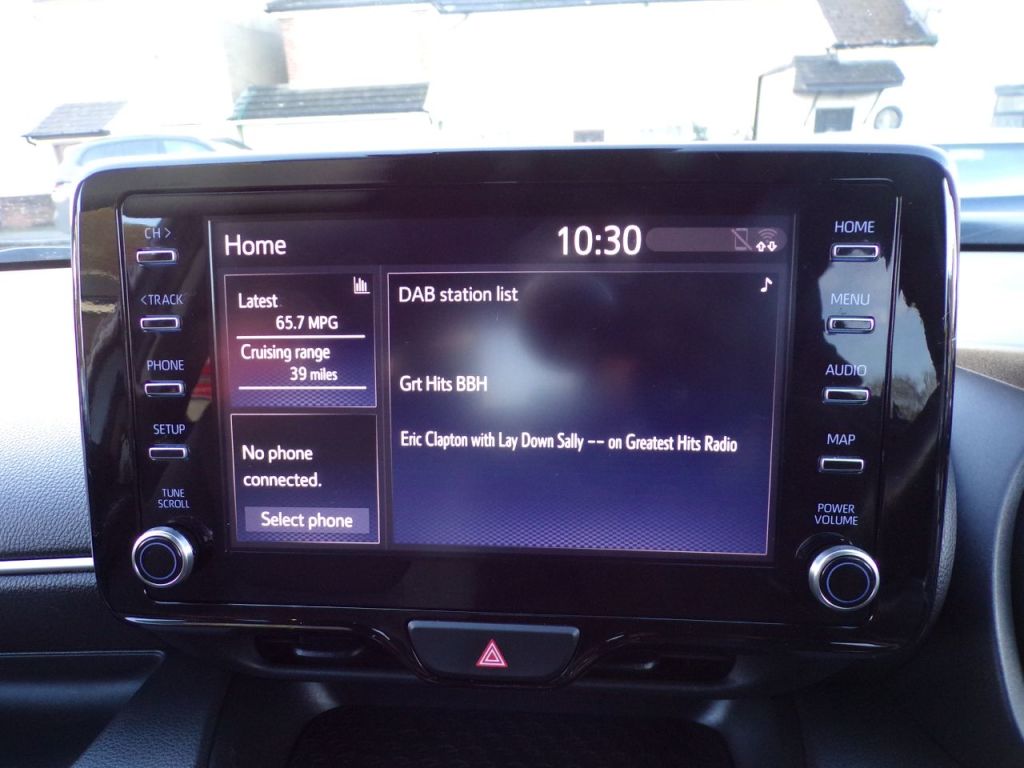 CH >
<TRACK
PHONE
SETUP
TUNE
SCROLL
Home
10:30
Latest
65.7 MPG
Cruising range
39 miles
No phone
connected.
Select phone
DAB station list
Grt Hits BBH
Eric Clapton with Lay Down Sally -- on Greatest Hits Radio
HOME
MENU
AUDIO
MAP
POWER
VOLUME